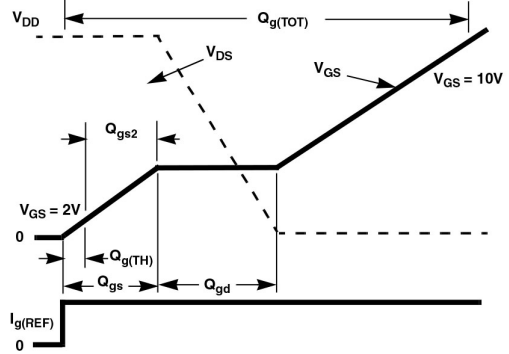 V_DD
Q_g(TOT)
V_DS
V_GS
V_GS = 10V
Q_gs2
V_GS = 2V
0
Q_g(TH)
Q_gs
Q_gd
I_g(REF)
0